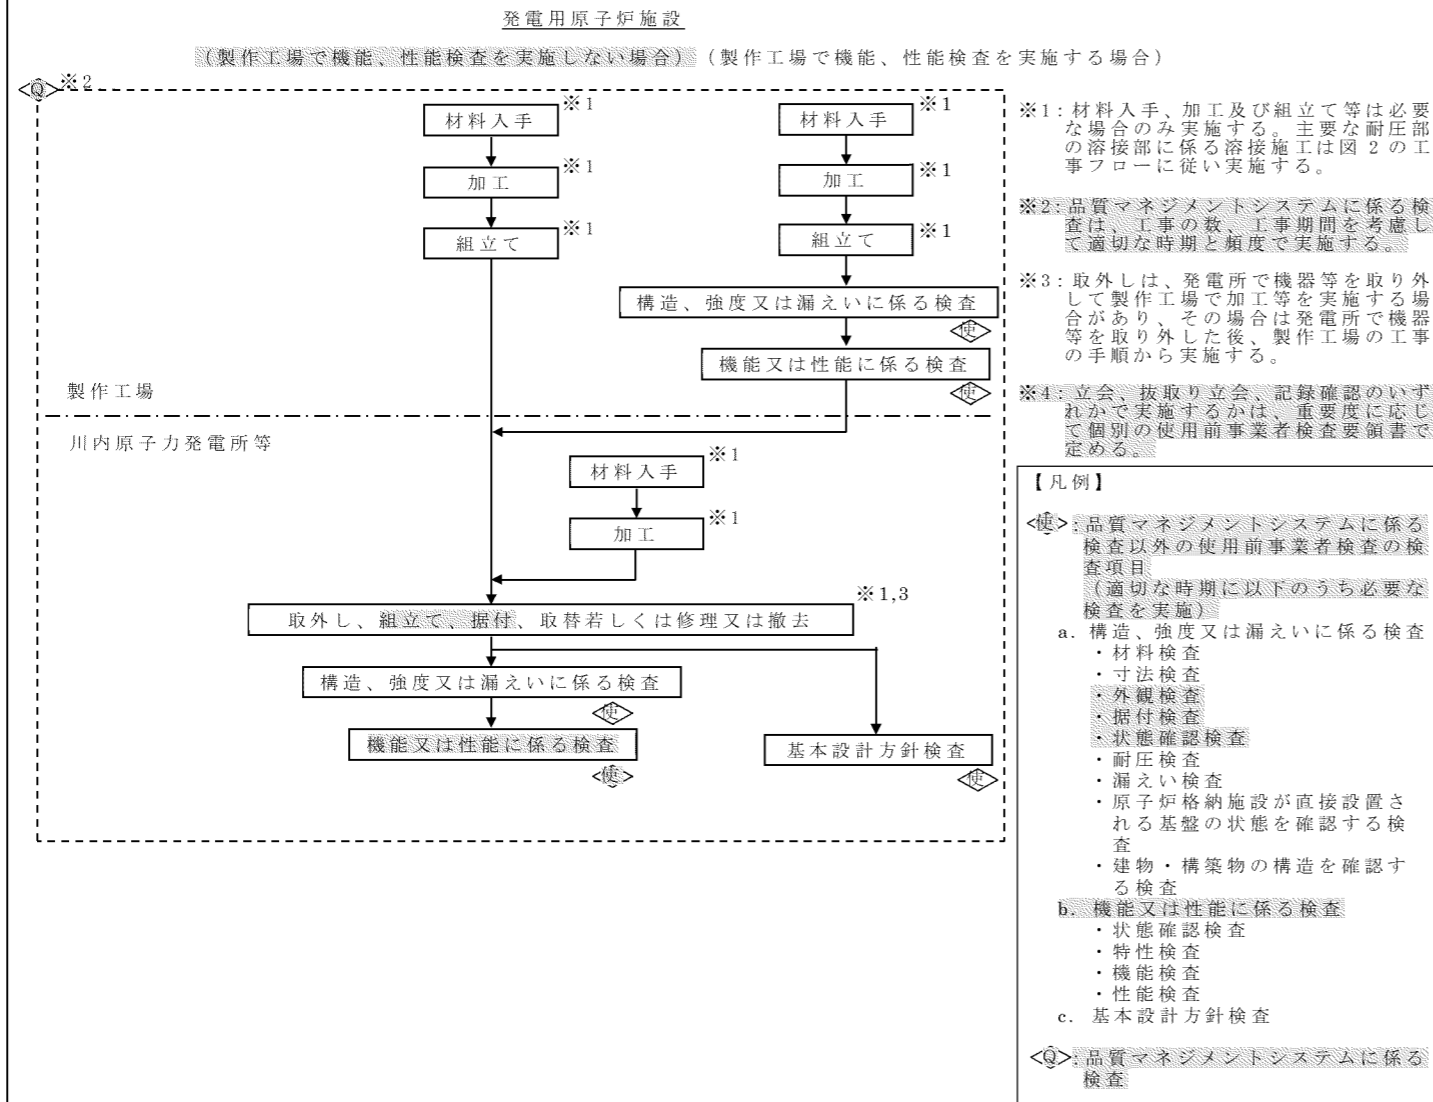 発電用原子炉施設
(製作工場で機能、性能検査を実施しない場合) (製作工場で機能、性能検査を実施する場合)
Q ※2
材料入手 ※1
加工 ※1
組立て ※1
材料入手 ※1
加工 ※1
組立て ※1
構造、強度又は漏えいに係る検査
使
機能又は性能に係る検査
使
製作工場
川内原子力発電所等
材料入手 ※1
加工 ※1
取外し、組立て、据付、取替若しくは修理又は撤去 ※1,3
構造、強度又は漏えいに係る検査
使
機能又は性能に係る検査
使
基本設計方針検査
使
※1:材料入手、加工及び組立て等は必要
な場合のみ実施する。主要な耐圧部
の溶接部に係る溶接施工は図2の工
事フローに従い実施する。
※2:品質マネジメントシステムに係る検
査は、工事の数、工事期間を考慮し
て適切な時期と頻度で実施する。
※3:取外しは、発電所で機器等を取り外
して製作工場で加工等を実施する場
合があり、その場合は発電所で機器
等を取り外した後、製作工場の工事
の手順から実施する。
※4:立会、抜取り立会、記録確認のいず
れかで実施するかは、重要度に応じ
て個別の使用前事業者検査要領書で
定める。
【凡例】
使:品質マネジメントシステムに係る
検査以外の使用前事業者検査の検
査項目
(適切な時期に以下のうち必要な
検査を実施)
a. 構造、強度又は漏えいに係る検査
・材料検査
・寸法検査
・外観検査
・据付検査
・状態確認検査
・耐圧検査
・漏えい検査
・原子炉格納施設が直接設置さ
れる基盤の状態を確認する検
査
・建物・構築物の構造を確認す
る検査
b. 機能又は性能に係る検査
・状態確認検査
・特性検査
・機能検査
・性能検査
c. 基本設計方針検査
Q:品質マネジメントシステムに係る
検査